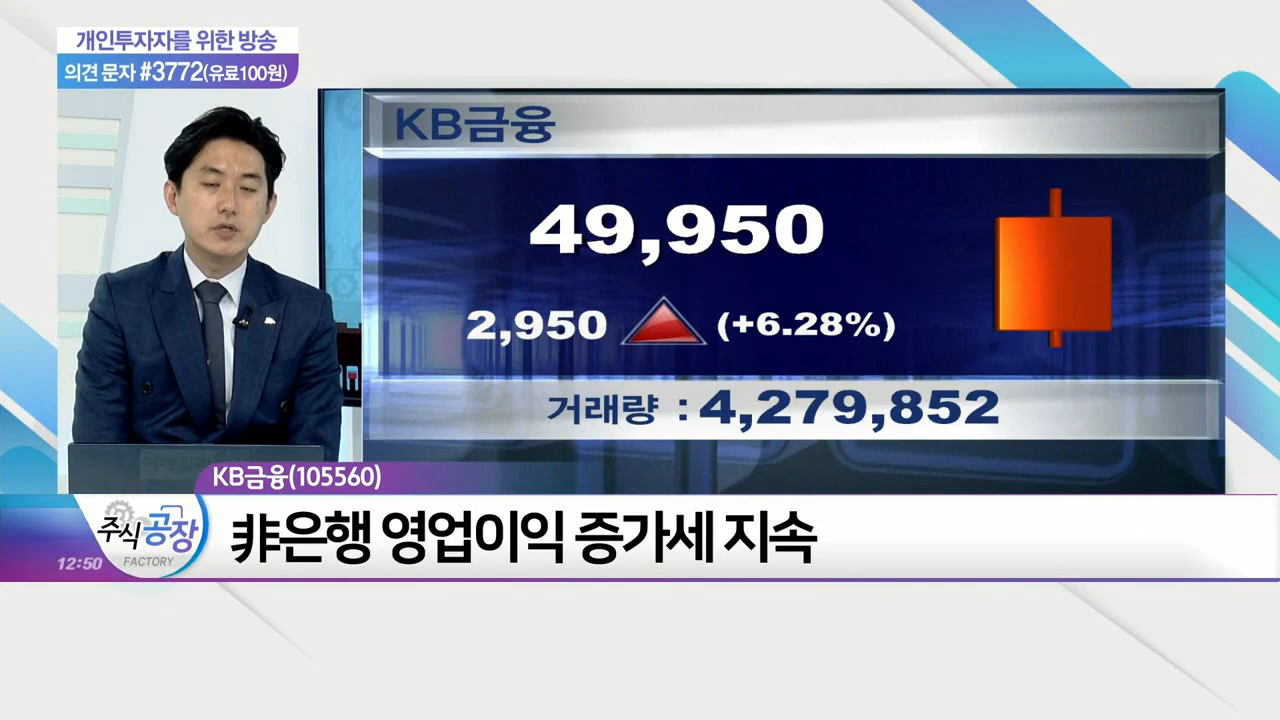 개인투자자를 위한 방송
의견 문자 #3772(유료100원)
KB금융
49,950
2,950 ▲ (+6.28%)
거래량 : 4,279,852
KB금융(105560)
주식공장
FACTORY
12:50
非은행 영업이익 증가세 지속